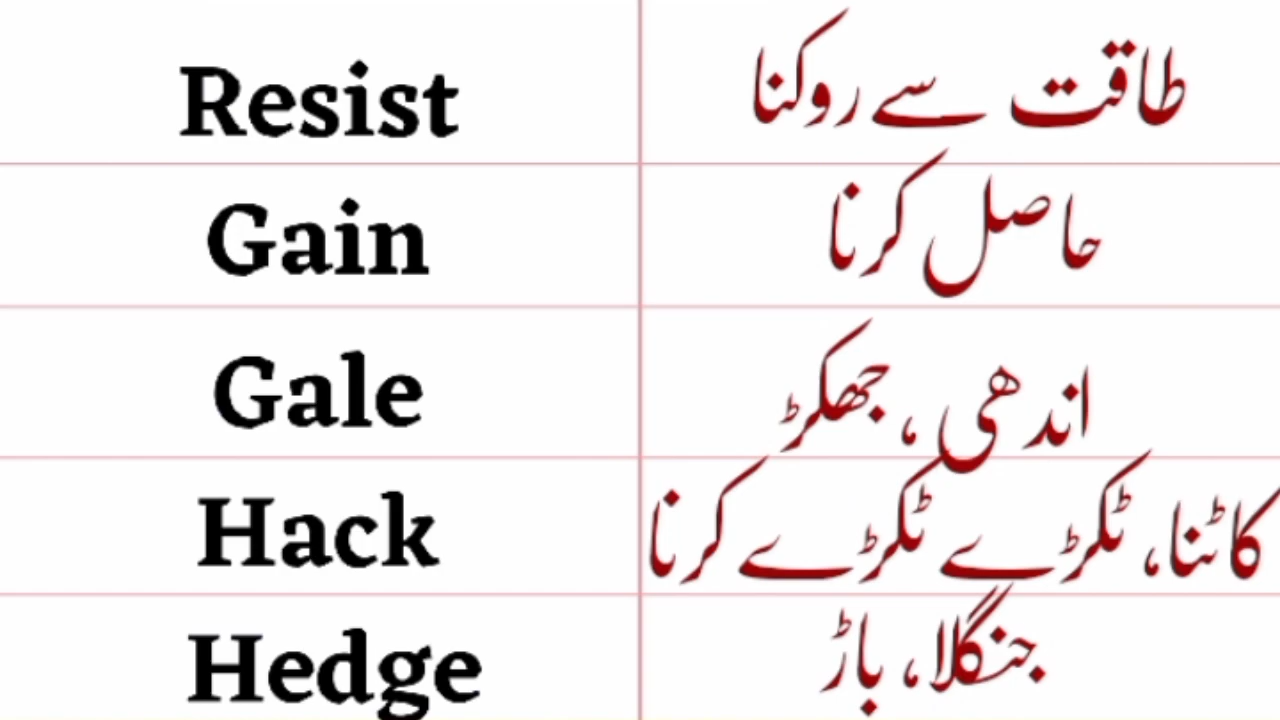 Resist طاقت سے روکنا
Gain حاصل کرنا
Gale اندھی ، جھکڑ
Hack کاٹنا، ٹکڑے ٹکڑے کرنا
Hedge جنگلا، باڑ